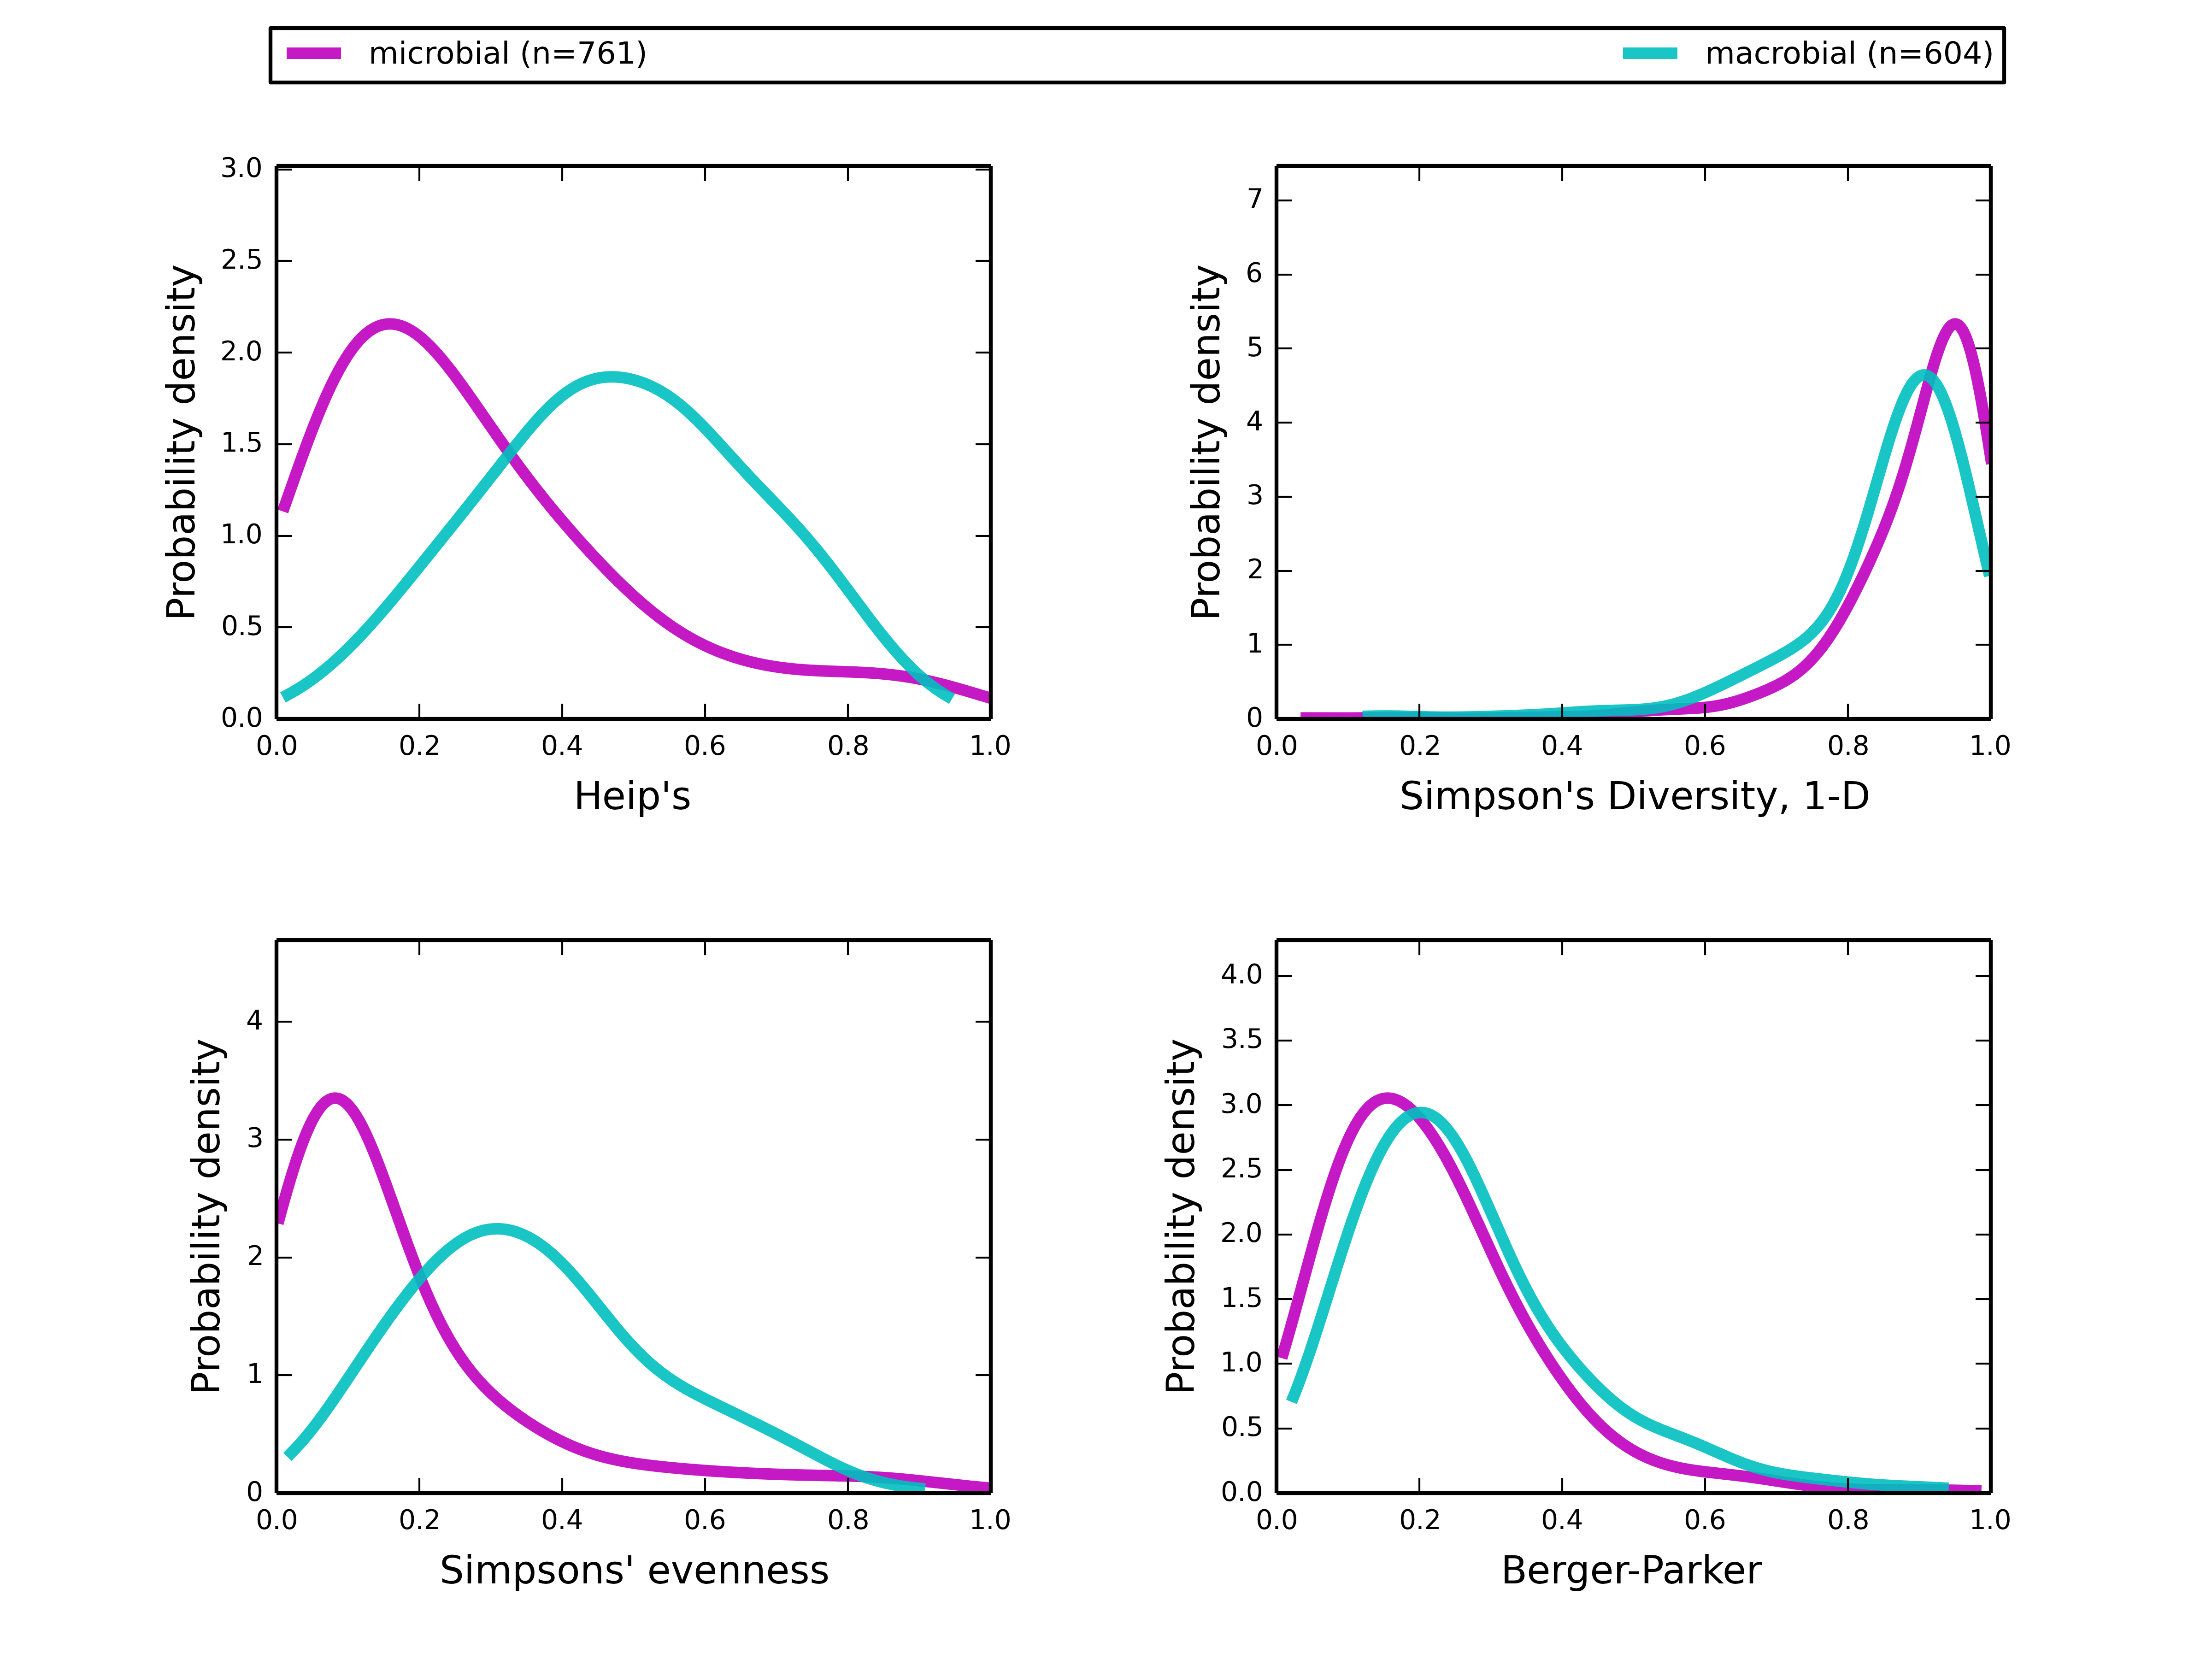 microbial (n=761)
macrobial (n=604)
3.0
2.5
2.0
1.5
1.0
0.5
0.0
Probability density
0.0 0.2 0.4 0.6 0.8 1.0
Heip's
7
6
5
4
3
2
1
0
Probability density
0.0 0.2 0.4 0.6 0.8 1.0
Simpson's Diversity, 1-D
4
3
2
1
0
Probability density
0.0 0.2 0.4 0.6 0.8 1.0
Simpsons' evenness
4.0
3.5
3.0
2.5
2.0
1.5
1.0
0.5
0.0
Probability density
0.0 0.2 0.4 0.6 0.8 1.0
Berger-Parker